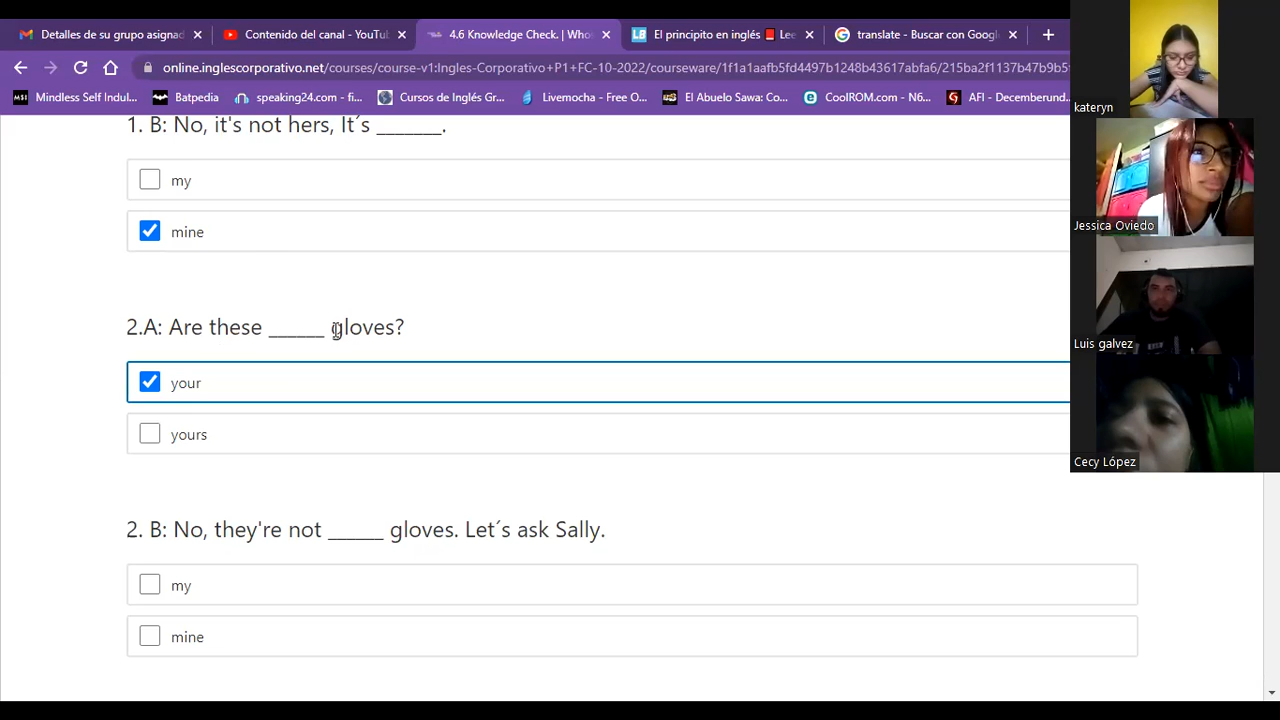 Detalles de su grupo asignad
Contenido del canal - YouTu
4.6 Knowledge Check. | Who
El principito en inglés 📕 Lee
translate - Buscar con Googl
online.inglescorporativo.net/courses/course-v1:Ingles-Corporativo+P1+FC-10-2022/courseware/1f1a1aafb5fd4497b1248b43617abfa6/215ba2f1137b47b9b5
Mindless Self Indul...
Batpedia
speaking24.com - fi...
Cursos de Inglés Gr...
Livemocha - Free O...
El Abuelo Sawa: Co...
CoolROM.com - N6...
AFI - Decemberund...
1. B: No, it's not hers, It´s _______.
my
mine
2.A: Are these ______ gloves?
your
yours
2. B: No, they're not ______ gloves. Let´s ask Sally.
my
mine
kateryn
Jessica Oviedo
Luis galvez
Cecy López